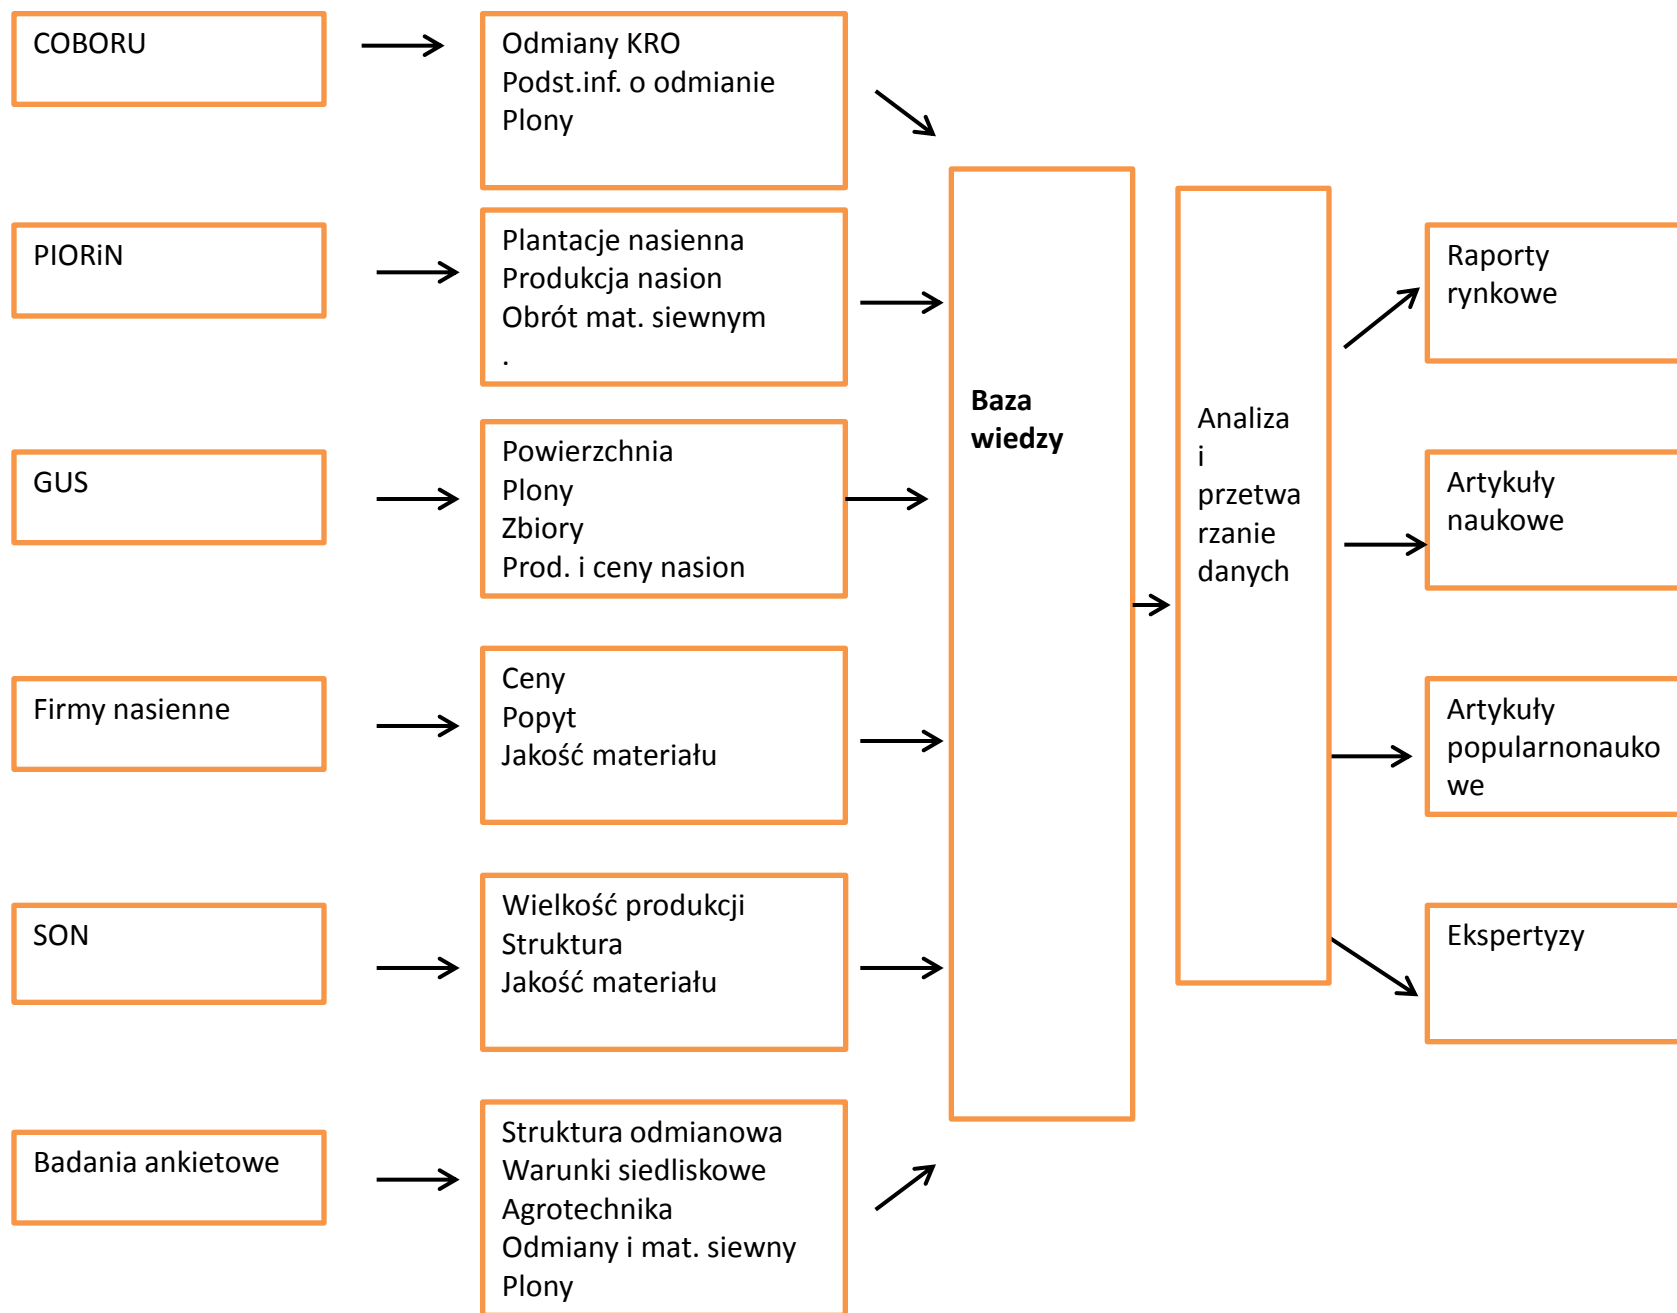 COBORU
Odmiany KRO
Podst.inf. o odmianie
Plony
PIORiN
Plantacje nasienna
Produkcja nasion
Obrót mat. siewnym
.
GUS
Powierzchnia
Plony
Zbiory
Prod. i ceny nasion
Firmy nasienne
Ceny
Popyt
Jakość materiału
SON
Wielkość produkcji
Struktura
Jakość materiału
Badania ankietowe
Struktura odmianowa
Warunki siedliskowe
Agrotechnika
Odmiany i mat. siewny
Plony
Baza
wiedzy
Analiza
i
przetwa
rzanie
danych
Raporty
rynkowe
Artykuły
naukowe
Artykuły
popularnonauko
we
Ekspertyzy